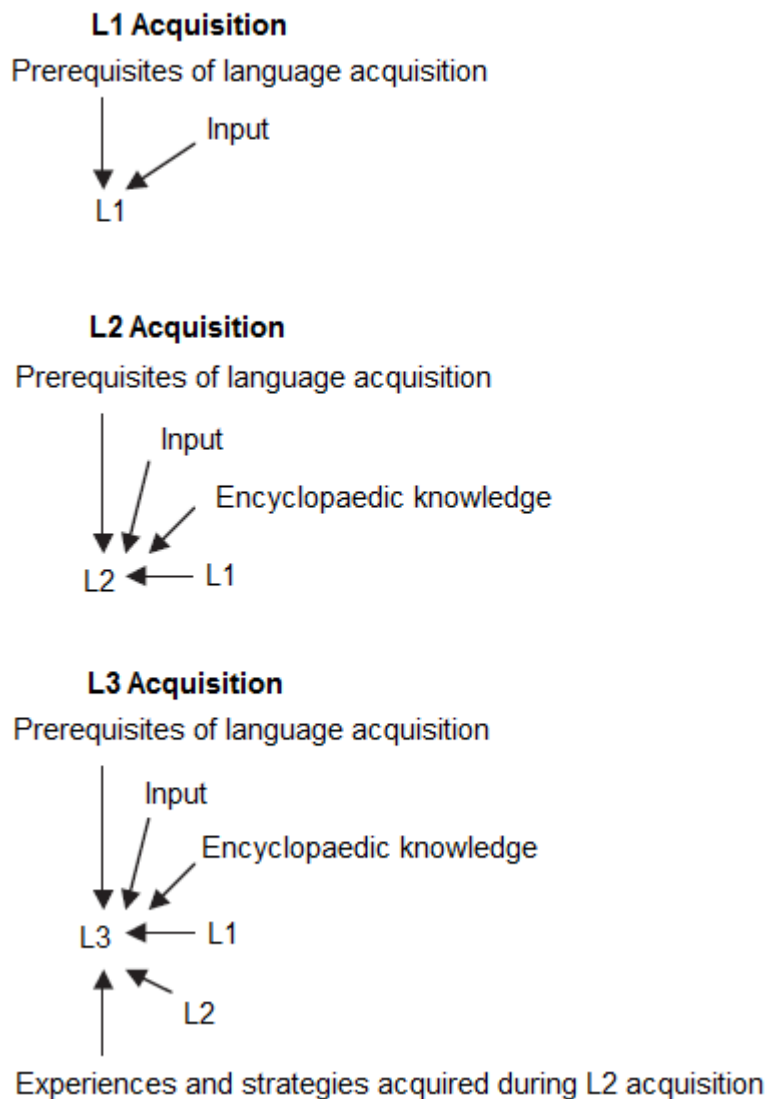 L1 Acquisition
Prerequisites of language acquisition
Input
L1
L2 Acquisition
Prerequisites of language acquisition
Input
Encyclopaedic knowledge
L2
L1
L3 Acquisition
Prerequisites of language acquisition
Input
Encyclopaedic knowledge
L3
L1
L2
Experiences and strategies acquired during L2 acquisition